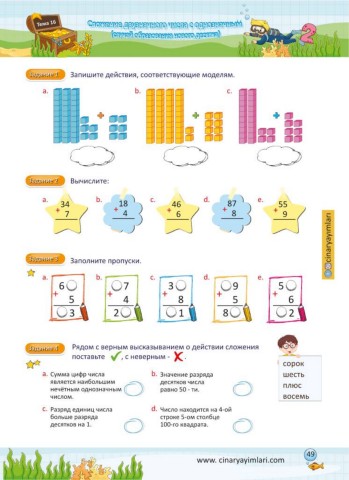 Тема 16
Сложение двузначного числа с однозначным
(путем образования нового десятка)
Задание 1
Запишите действия, соответствующие моделям.
a. b. c.
+ + +
Задание 2
Вычислите:
a. 34 + 7
b. 18 + 4
c. 46 + 6
d. 87 + 8
e. 55 + 9
Задание 3
Заполните пропуски.
a. 6 + 5 3
b. 7 + 4 2
c. 3 + 8 1
d. 9 + 5 8
e. 5 + 6 2
Задание 4
Рядом с верным высказыванием о действии сложения
поставьте ✓, с неверным - ✗.
a. Сумма цифр числа
является наибольшим
нечётным однозначным
числом.
b. Значение разряда
десятков числа
равно 50 - ти.
c. Разряд единиц числа
больше разряда
десятков на 1.
d. Число находится на 4-ой
строке 5-ом столбце
100-го квадрата.
сорок
шесть
плюс
восемь
cinaryayimlari
www. cinaryayimlari.com
49